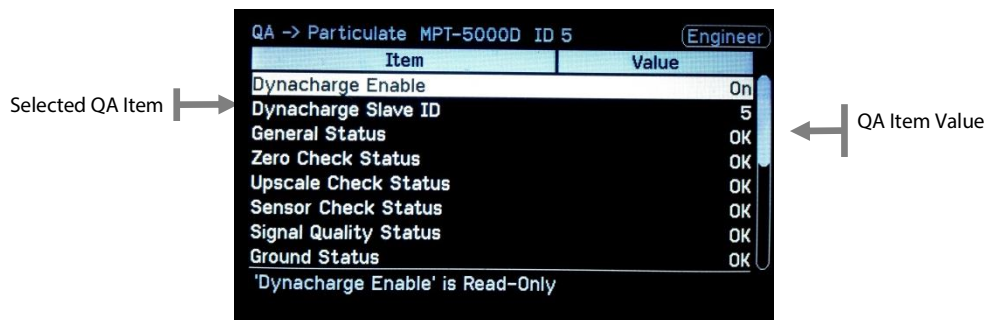 QA -> Particulate MPT-5000D ID 5 Engineer
Item Value
Selected QA Item
Dynacharge Enable On
Dynacharge Slave ID 5
QA Item Value
General Status OK
Zero Check Status OK
Upscale Check Status OK
Sensor Check Status OK
Signal Quality Status OK
Ground Status OK
'Dynacharge Enable' is Read-Only